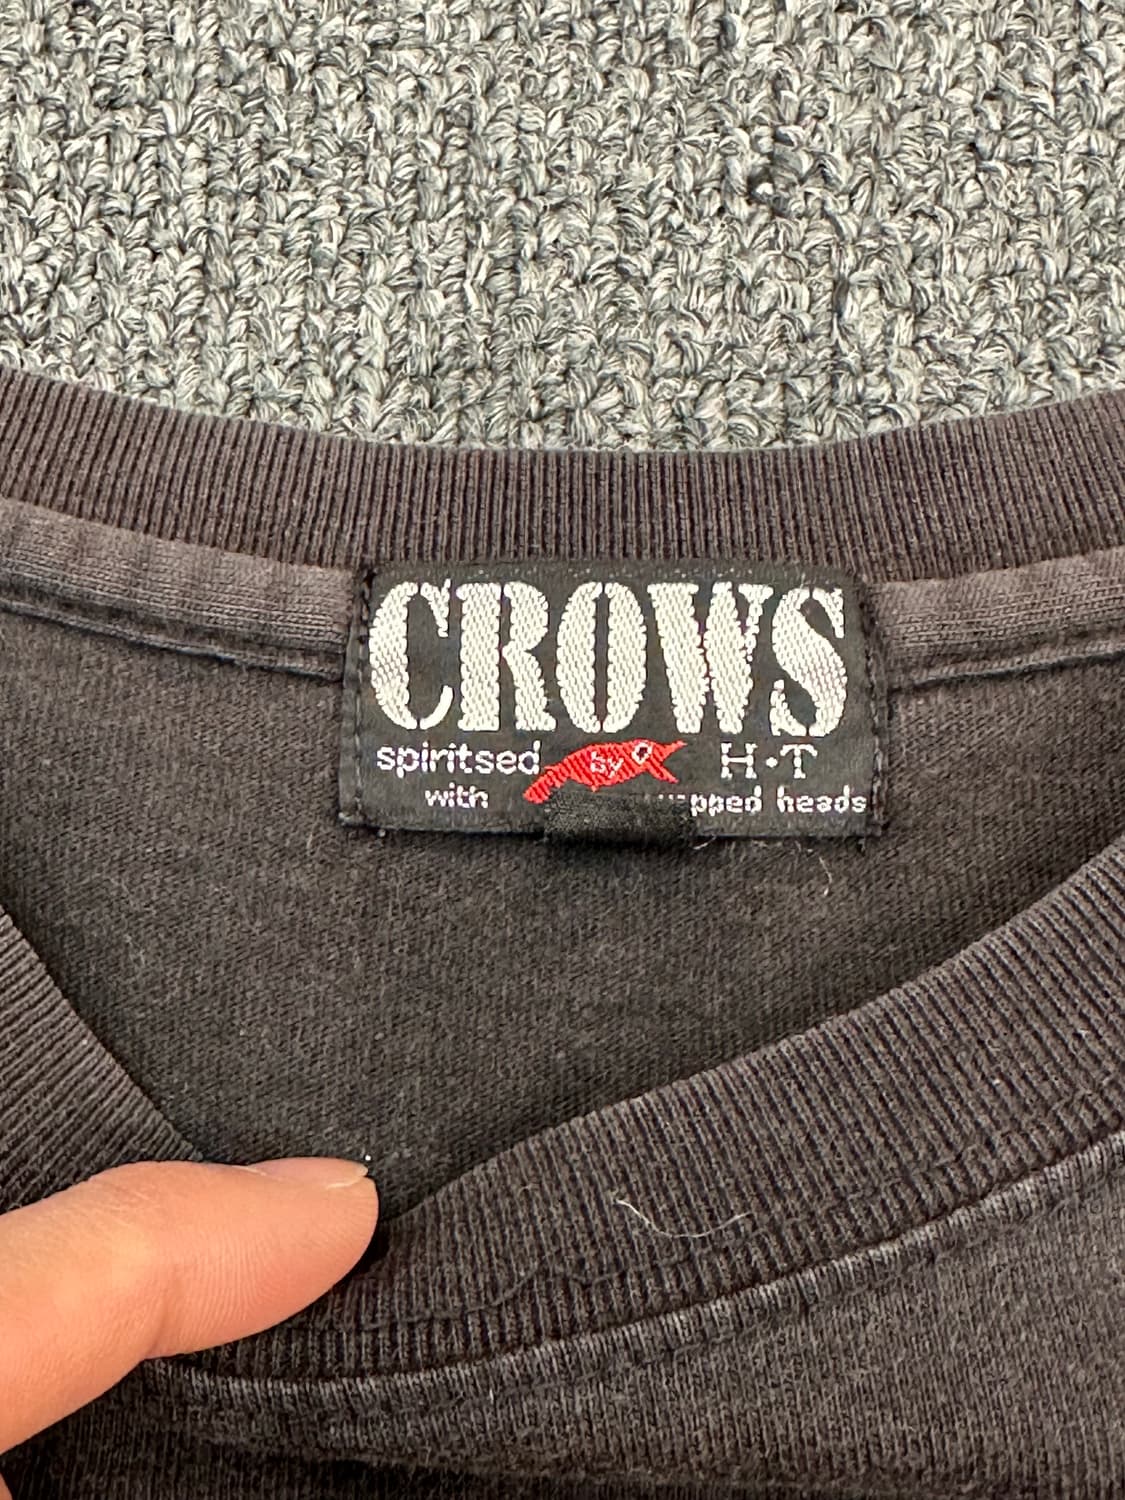 CROWS
spiritsed by H·T
with heads